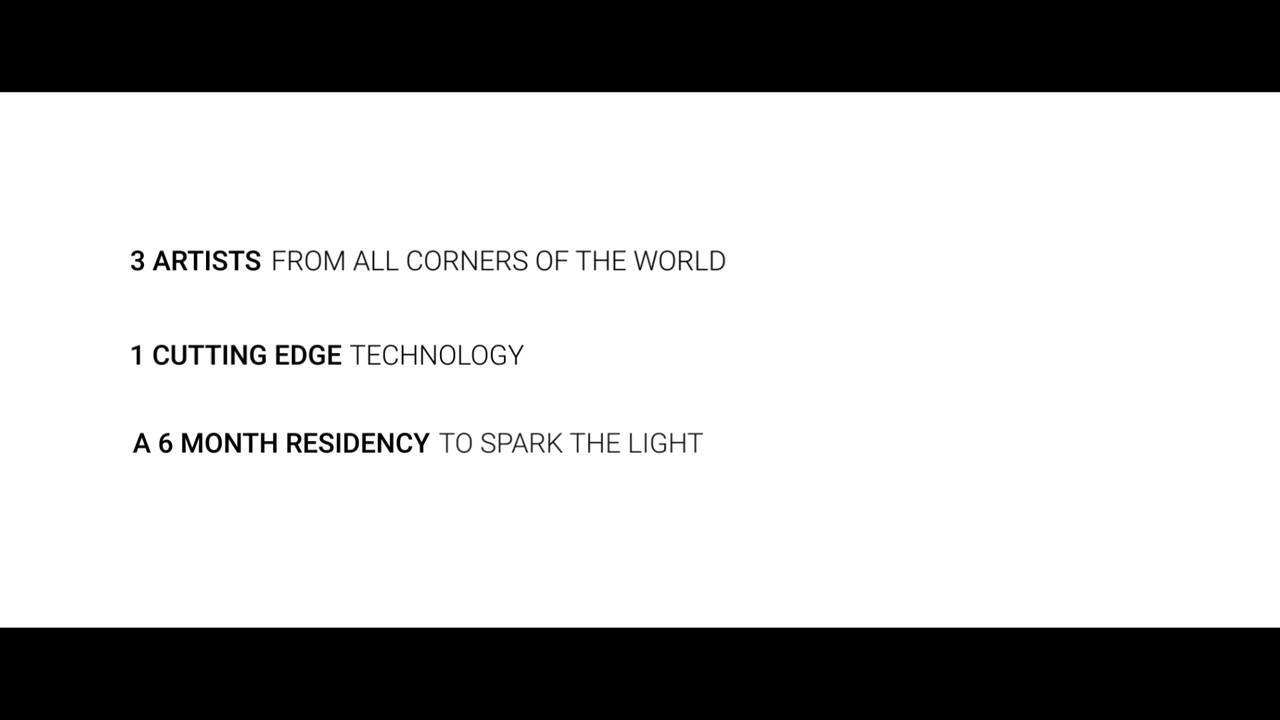 3 ARTISTS FROM ALL CORNERS OF THE WORLD
1 CUTTING EDGE TECHNOLOGY
A 6 MONTH RESIDENCY TO SPARK THE LIGHT